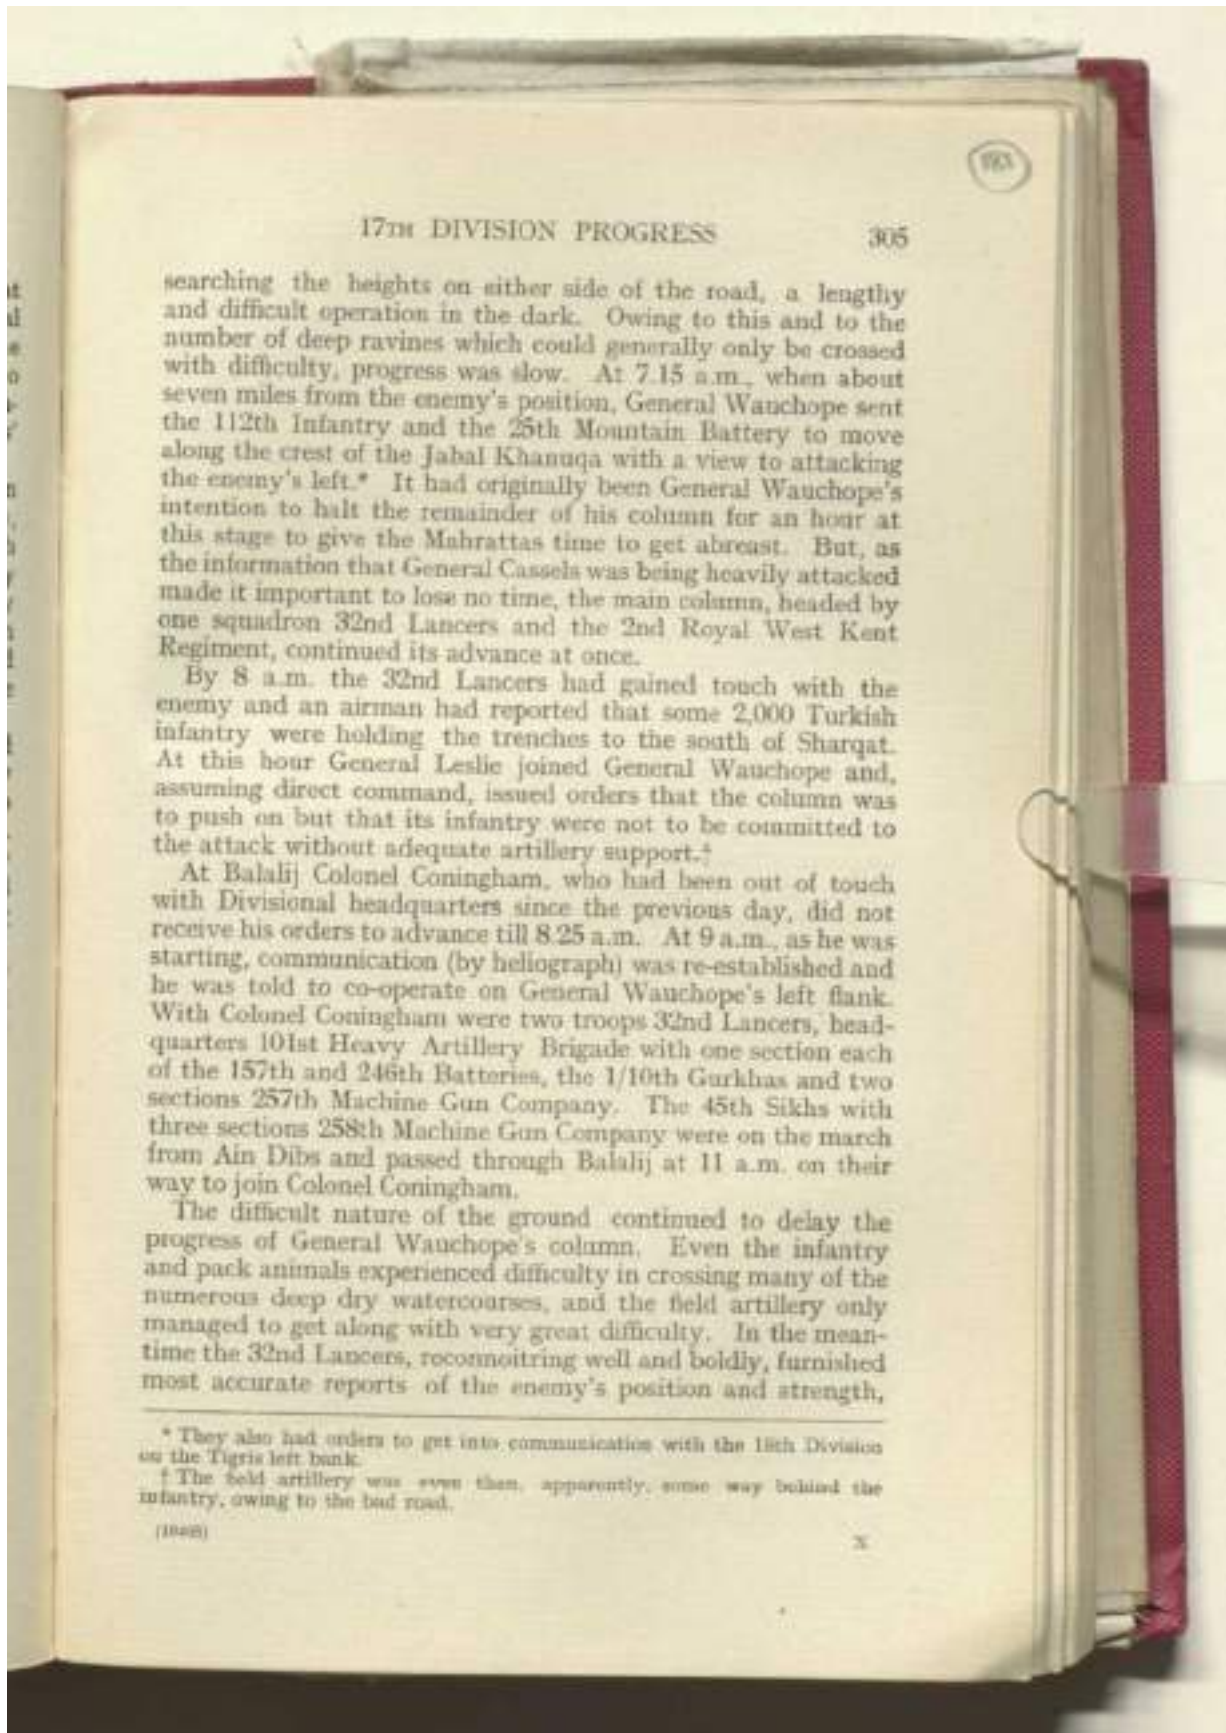 17TH DIVISION PROGRESS 305
searching the heights on either side of the road, a lengthy
and difficult operation in the dark. Owing to this and to the
number of deep ravines which could generally only be crossed
with difficulty, progress was slow. At 7.15 a.m., when about
seven miles from the enemy's position, General Wauchope sent
the 112th Infantry and the 25th Mountain Battery to move
along the crest of the Jabal Khanuqa with a view to attacking
the enemy's left.* It had originally been General Wauchope's
intention to halt the remainder of his column for an hour at
this stage to give the Mahrattas time to get abreast. But, as
the information that General Cassels was being heavily attacked
made it important to lose no time, the main column, headed by
one squadron 32nd Lancers and the 2nd Royal West Kent
Regiment, continued its advance at once.
By 8 a.m. the 32nd Lancers had gained touch with the
enemy and an airman had reported that some 2,000 Turkish
infantry were holding the trenches to the south of Sharqat.
At this hour General Leslie joined General Wauchope and,
assuming direct command, issued orders that the column was
to push on but that its infantry were not to be committed to
the attack without adequate artillery support.†
At Balalij Colonel Coningham, who had been out of touch
with Divisional headquarters since the previous day, did not
receive his orders to advance till 8.25 a.m. At 9 a.m., as he was
starting, communication (by heliograph) was re-established and
he was told to co-operate on General Wauchope's left flank.
With Colonel Coningham were two troops 32nd Lancers, head-
quarters 101st Heavy Artillery Brigade with one section each
of the 157th and 246th Batteries, the 1/10th Gurkhas and two
sections 257th Machine Gun Company. The 45th Sikhs with
three sections 258th Machine Gun Company were on the march
from Ain Dibs and passed through Balalij at 11 a.m. on their
way to join Colonel Coningham.
The difficult nature of the ground continued to delay the
progress of General Wauchope's column. Even the infantry
and pack animals experienced difficulty in crossing many of the
numerous deep dry watercourses, and the field artillery only
managed to get along with very great difficulty. In the mean-
time the 32nd Lancers, reconnoitring well and boldly, furnished
most accurate reports of the enemy's position and strength,
* They also had orders to get into communication with the 18th Division
on the Tigris left bank.
† The field artillery was even then, apparently, some way behind the
infantry, owing to the bad road.
X